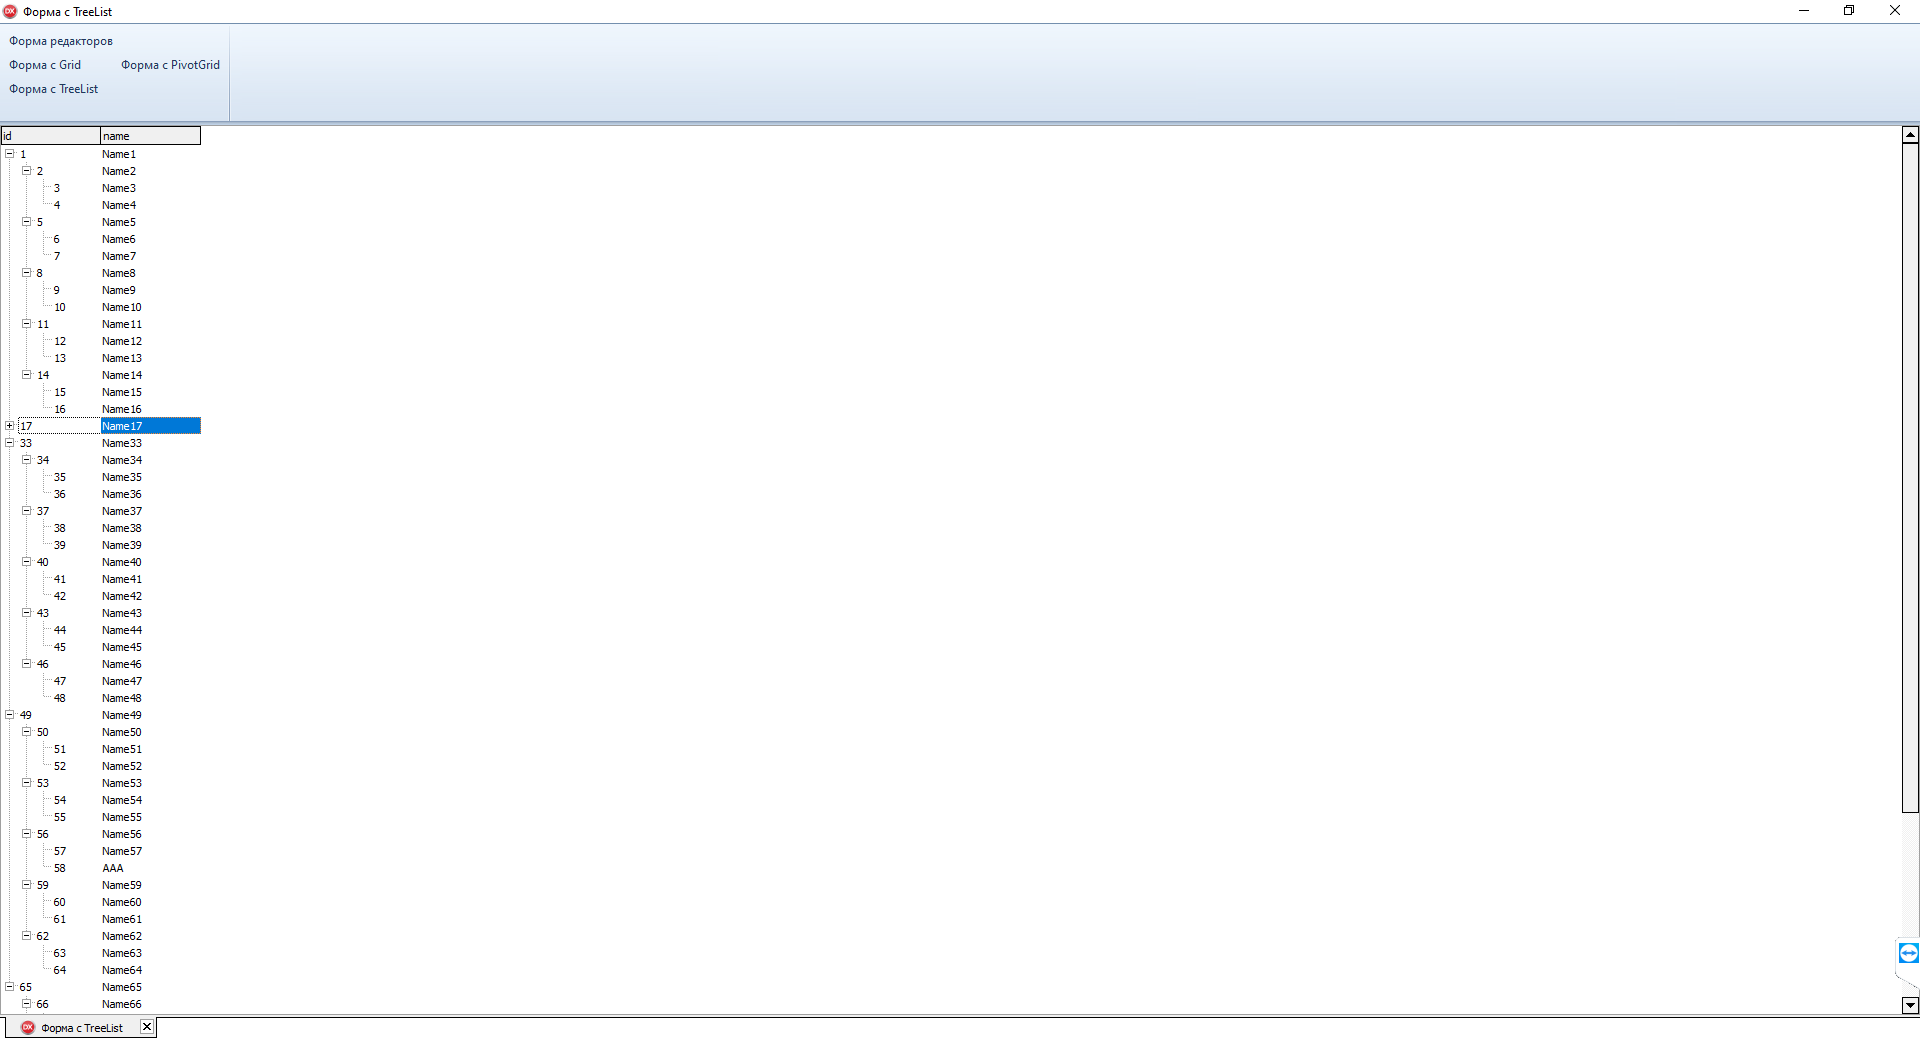 DX Форма с TreeList
Форма редакторов
Форма с Grid Форма с PivotGrid
Форма с TreeList
id name
1 Name1
2 Name2
3 Name3
4 Name4
5 Name5
6 Name6
7 Name7
8 Name8
9 Name9
10 Name10
11 Name11
12 Name12
13 Name13
14 Name14
15 Name15
16 Name16
17 Name17
33 Name33
34 Name34
35 Name35
36 Name36
37 Name37
38 Name38
39 Name39
40 Name40
41 Name41
42 Name42
43 Name43
44 Name44
45 Name45
46 Name46
47 Name47
48 Name48
49 Name49
50 Name50
51 Name51
52 Name52
53 Name53
54 Name54
55 Name55
56 Name56
57 Name57
58 AAA
59 Name59
60 Name60
61 Name61
62 Name62
63 Name63
64 Name64
65 Name65
66 Name66
DX Форма с TreeList